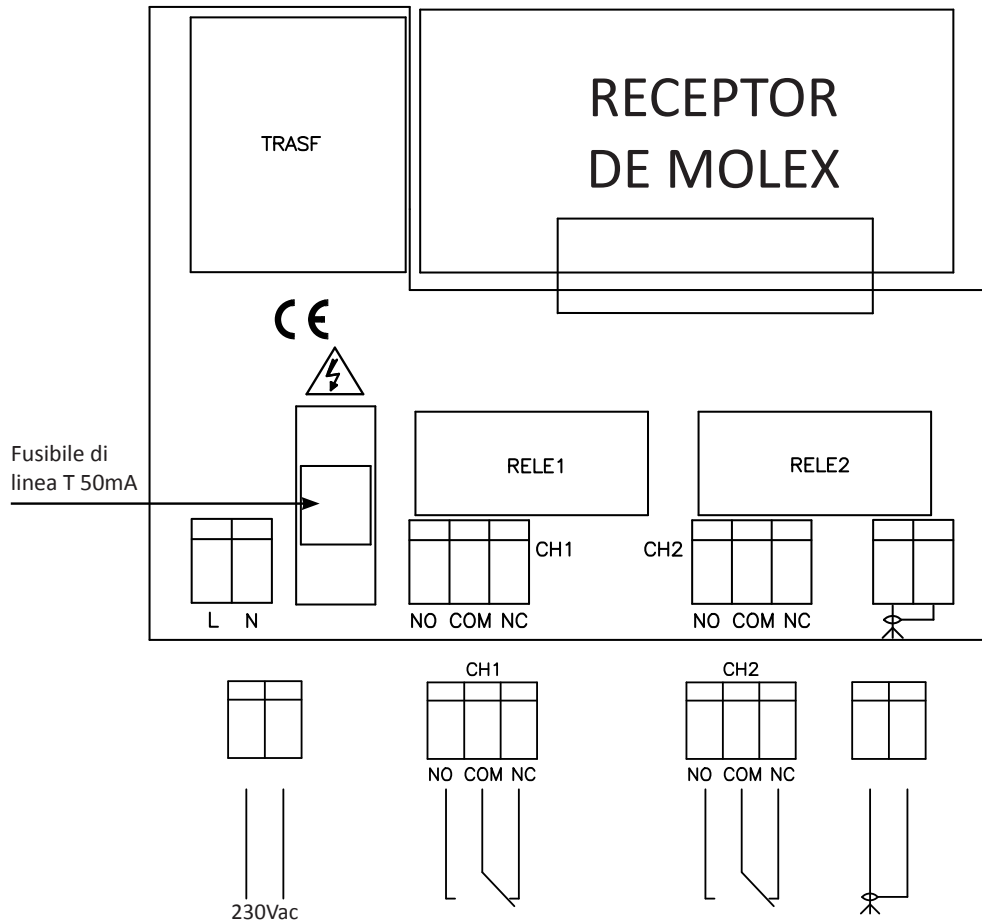 TRASF
RECEPTOR
DE MOLEX
CE
Fusibile di
linea T 50mA
RELE1
RELE2
CH1
CH2
L N
NO COM NC
NO COM NC
CH1
CH2
NO COM NC
NO COM NC
230Vac